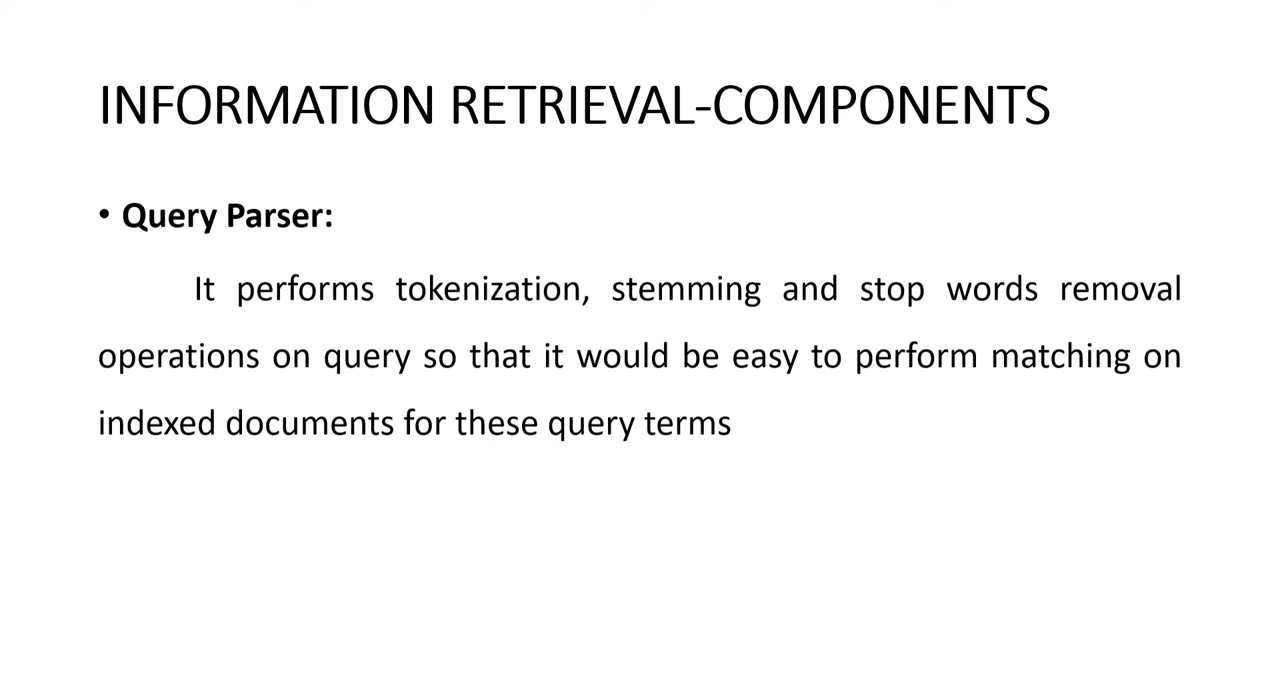 INFORMATION RETRIEVAL-COMPONENTS
• Query Parser:
It performs tokenization, stemming and stop words removal
operations on query so that it would be easy to perform matching on
indexed documents for these query terms